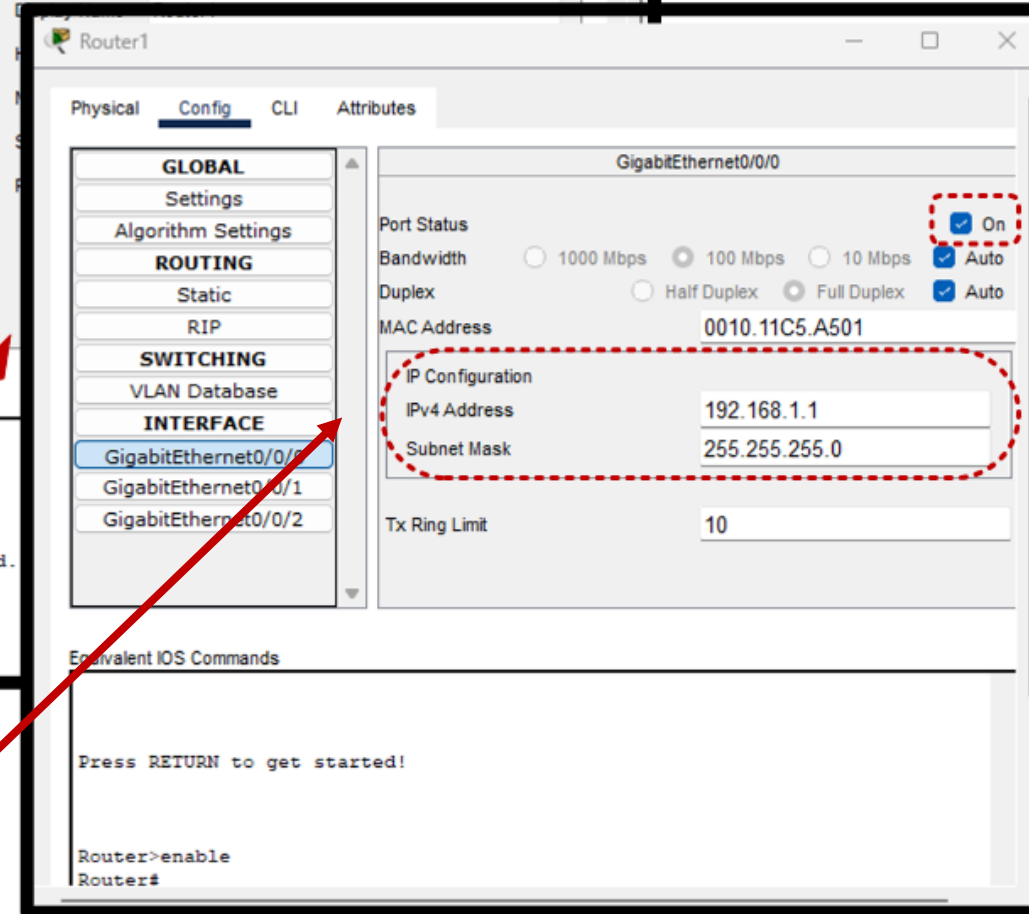 Router1
Physical Config CLI Attributes
GLOBAL
Settings
Algorithm Settings
ROUTING
Static
RIP
SWITCHING
VLAN Database
INTERFACE
GigabitEthernet0/0/0
GigabitEthernet0/0/1
GigabitEthernet0/0/2
GigabitEthernet0/0/0
Port Status On
Bandwidth 1000 Mbps 100 Mbps 10 Mbps Auto
Duplex Half Duplex Full Duplex Auto
MAC Address 0010.11C5.A501
IP Configuration
IPv4 Address 192.168.1.1
Subnet Mask 255.255.255.0
Tx Ring Limit 10
d.
Equivalent IOS Commands
Press RETURN to get started!
Router>enable
Router#